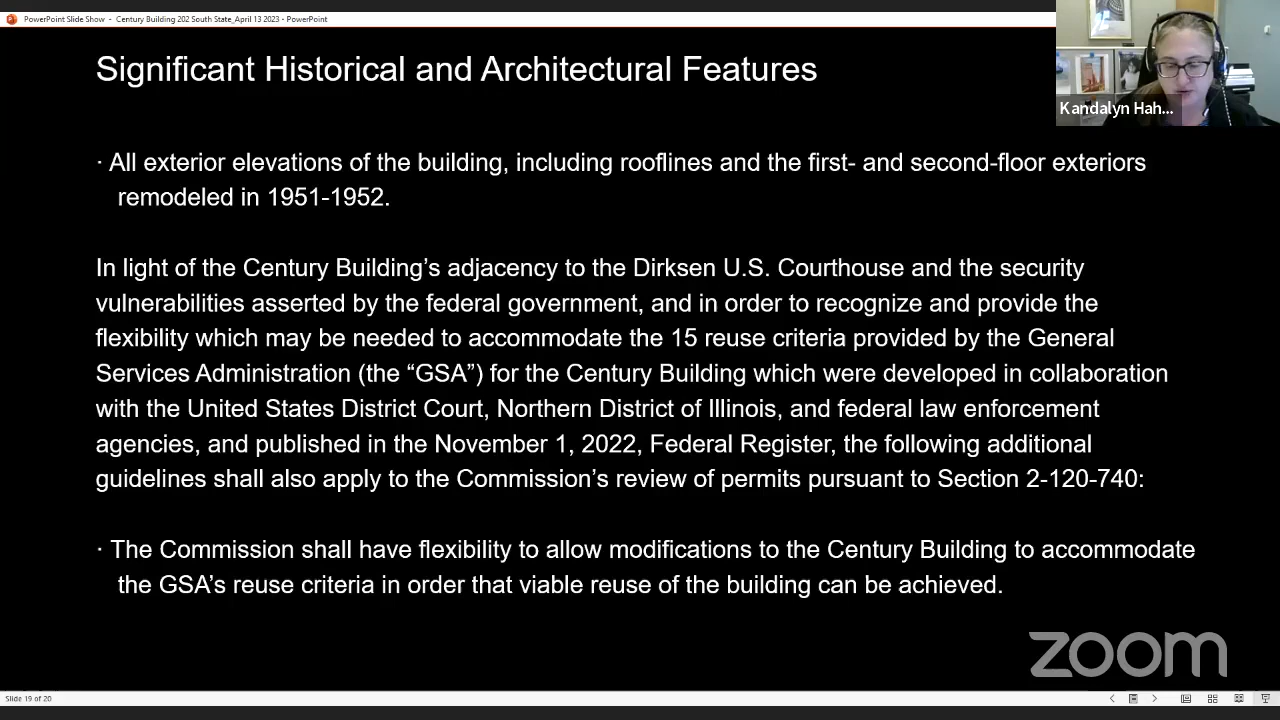 PowerPoint Slide Show - Century Building 202 South State_April 13 2023 - PowerPoint
Significant Historical and Architectural Features
Kandalyn Hah...
· All exterior elevations of the building, including rooflines and the first- and second-floor exteriors
remodeled in 1951-1952.
In light of the Century Building’s adjacency to the Dirksen U.S. Courthouse and the security
vulnerabilities asserted by the federal government, and in order to recognize and provide the
flexibility which may be needed to accommodate the 15 reuse criteria provided by the General
Services Administration (the “GSA”) for the Century Building which were developed in collaboration
with the United States District Court, Northern District of Illinois, and federal law enforcement
agencies, and published in the November 1, 2022, Federal Register, the following additional
guidelines shall also apply to the Commission’s review of permits pursuant to Section 2-120-740:
· The Commission shall have flexibility to allow modifications to the Century Building to accommodate
the GSA’s reuse criteria in order that viable reuse of the building can be achieved.
zoom
Slide 19 of 20